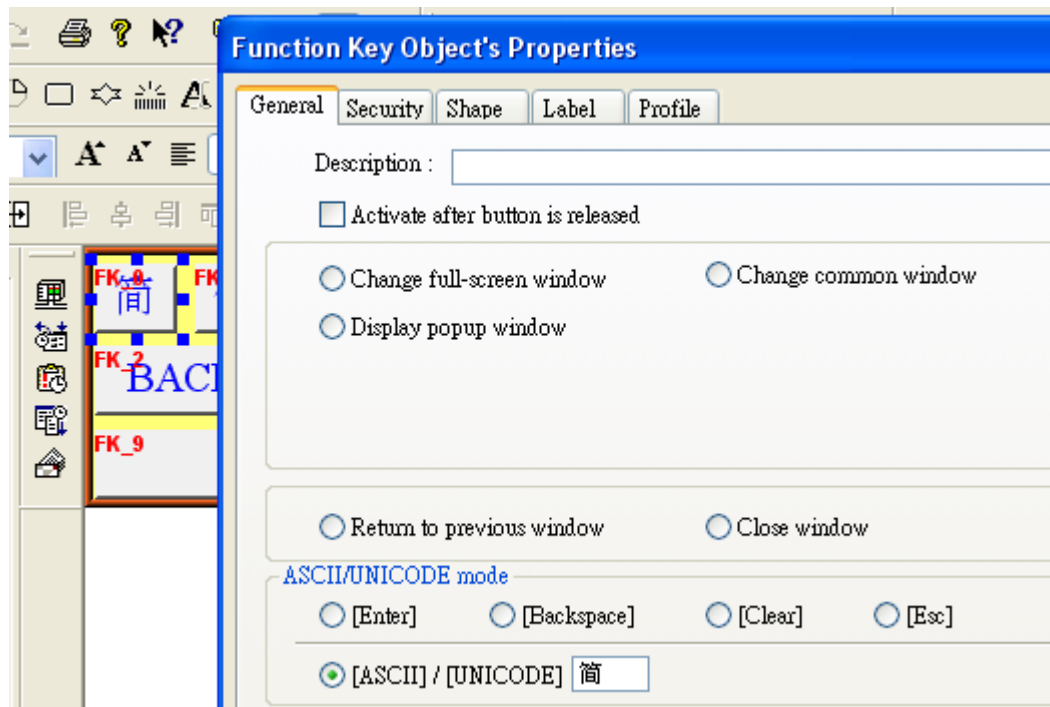 Function Key Object's Properties
General Security Shape Label Profile
Description :
Activate after button is released
Change full-screen window Change common window
Display popup window
FK_0 FK
简
FK_2
BAC
FK_9
Return to previous window Close window
ASCII/UNICODE mode
[Enter] [Backspace] [Clear] [Esc]
[ASCII] / [UNICODE] 简